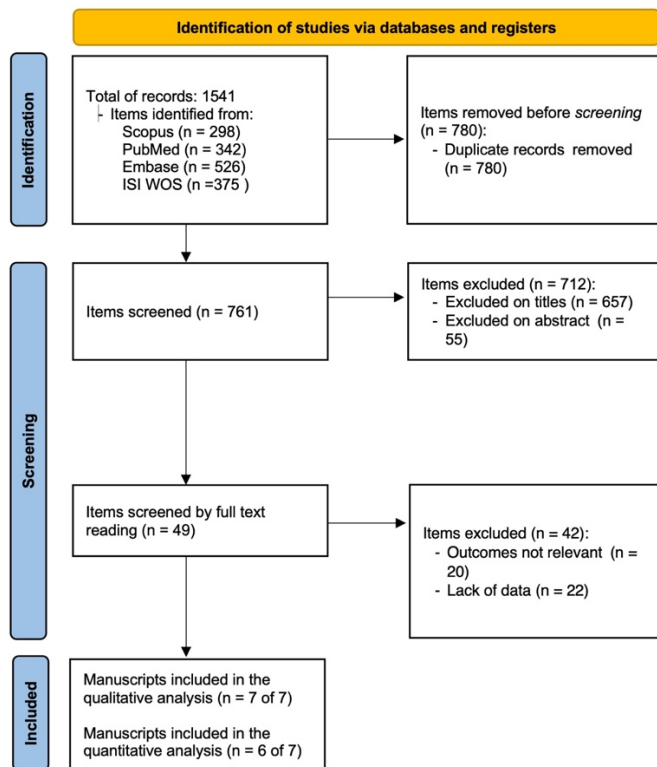 Identification of studies via databases and registers
Identification
Total of records: 1541
- Items identified from:
Scopus (n = 298)
PubMed (n = 342)
Embase (n = 526)
ISI WOS (n =375 )
Items removed before screening
(n = 780):
- Duplicate records removed
(n = 780)
Screening
Items screened (n = 761)
Items excluded (n = 712):
- Excluded on titles (n = 657)
- Excluded on abstract (n =
55)
Items screened by full text
reading (n = 49)
Items excluded (n = 42):
- Outcomes not relevant (n =
20)
- Lack of data (n = 22)
Included
Manuscripts included in the
qualitative analysis (n = 7 of 7)
Manuscripts included in the
quantitative analysis (n = 6 of 7)